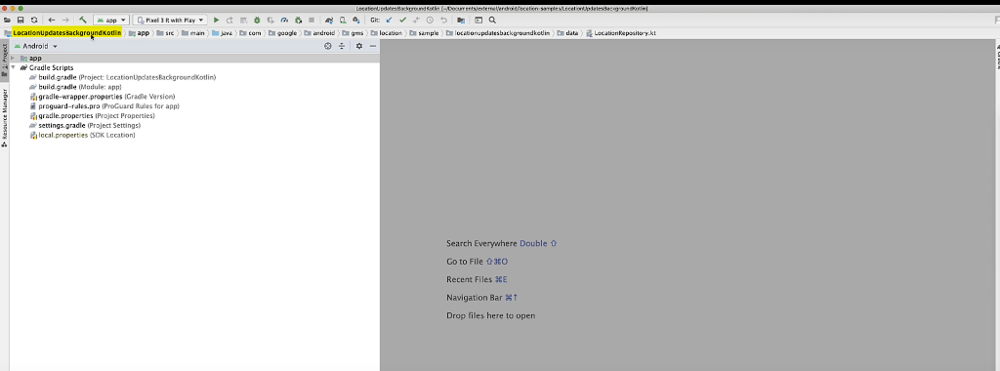 LocationUpdatesBackgroundKotlin [~/Documents/external/android/location-samples/LocationUpdatesBackgroundKotlin]
app Pixel 3 R with Play Git:
LocationUpdatesBackgroundKotlin app src main java com google android gms location sample locationupdatesbackgroundkotlin data LocationRepository.kt
1: Project
Resource Manager
Android
app
Gradle Scripts
build.gradle (Project: LocationUpdatesBackgroundKotlin)
build.gradle (Module: app)
gradle-wrapper.properties (Gradle Version)
proguard-rules.pro (ProGuard Rules for app)
gradle.properties (Project Properties)
settings.gradle (Project Settings)
local.properties (SDK Location)
Search Everywhere Double ⇧
Go to File ⇧⌘O
Recent Files ⌘E
Navigation Bar ⌘↑
Drop files here to open